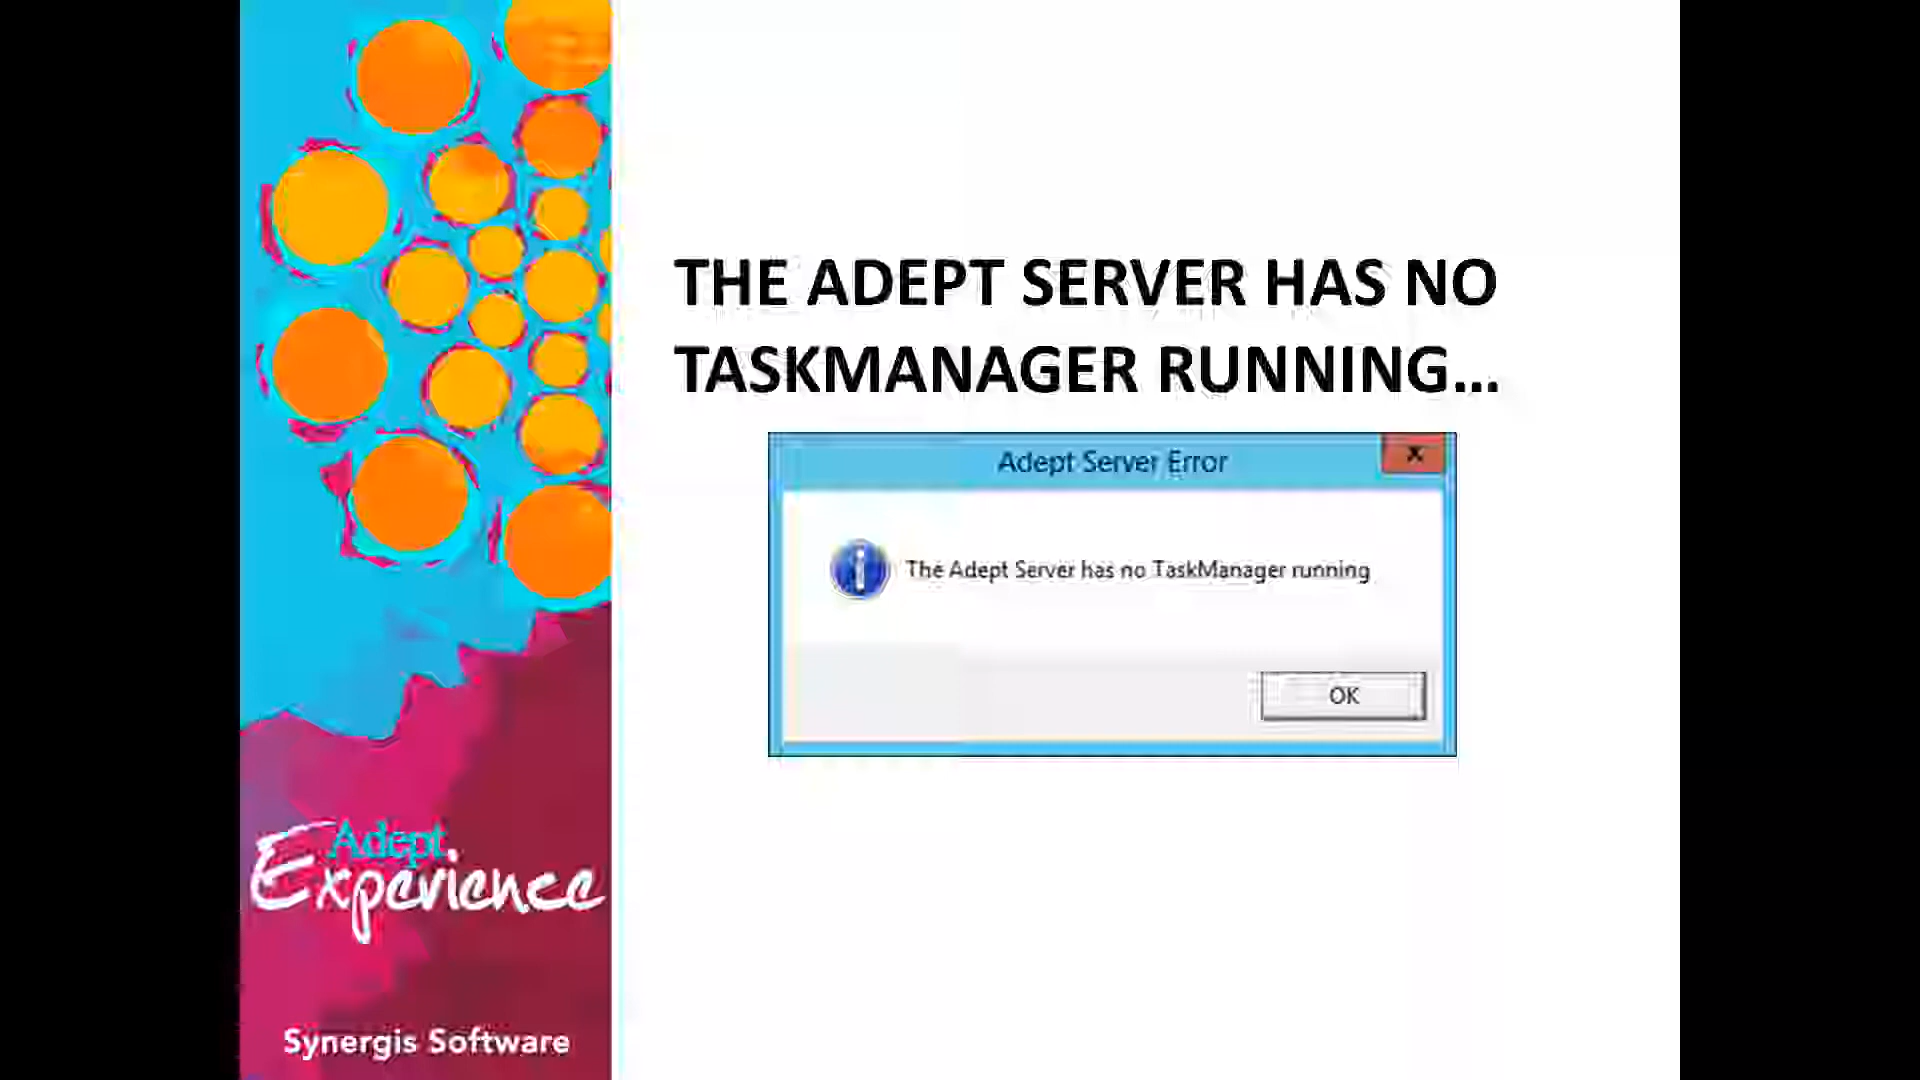 THE ADEPT SERVER HAS NO
TASKMANAGER RUNNING...
Adept Server Error
x
The Adept Server has no TaskManager running
OK
Adept
Experience
Synergis Software